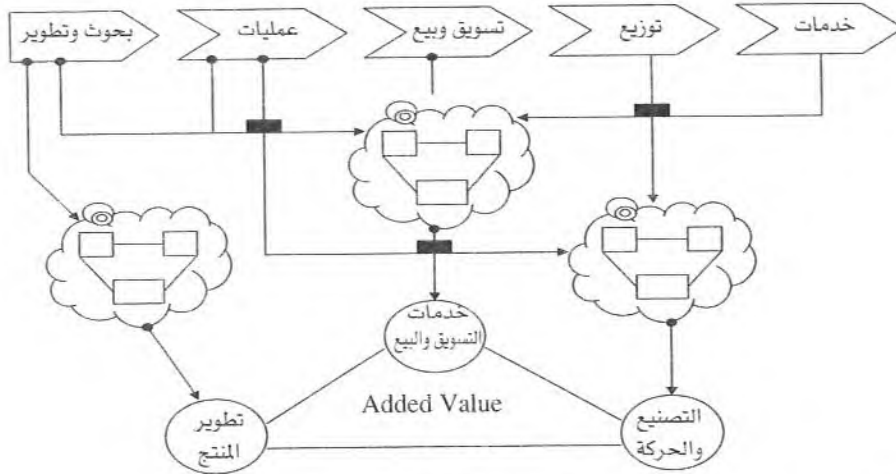 بحوث وتطوير
عمليات
تسويق وبيع
توزيع
خدمات
خدمات
التسويق والبيع
Added Value
تطوير
المنتج
التصنيع
والحركة